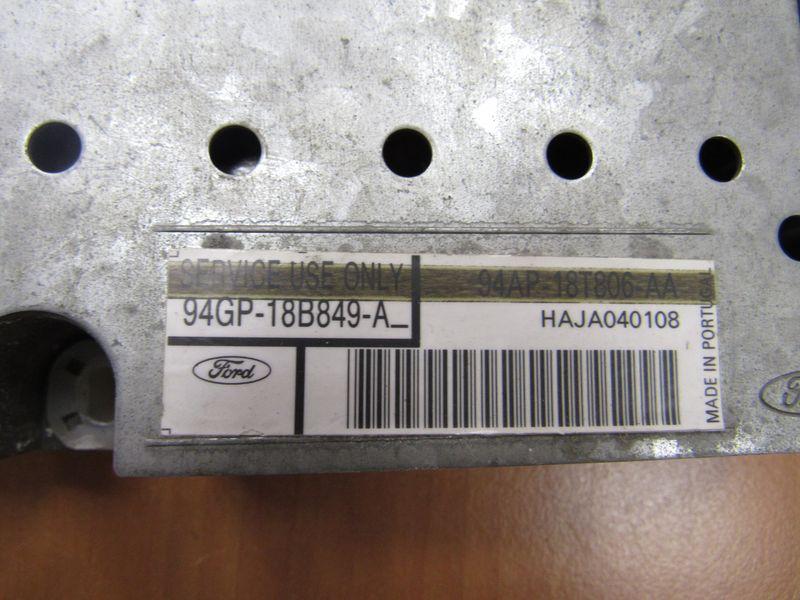 SERVICE USE ONLY
94AP-18T806-AA
94GP-18B849-A_
HAJA040108
Ford
MADE IN PORTUGAL